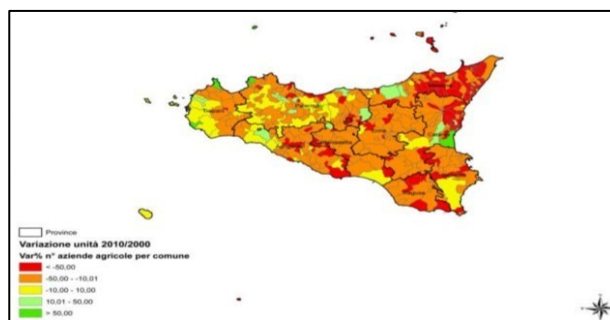 Province
Variazione unità 2010/2000
Var% n° aziende agricole per comune
< -50,00
-50,00 - -10,01
-10,00 - 10,00
10,01 - 50,00
> 50,00